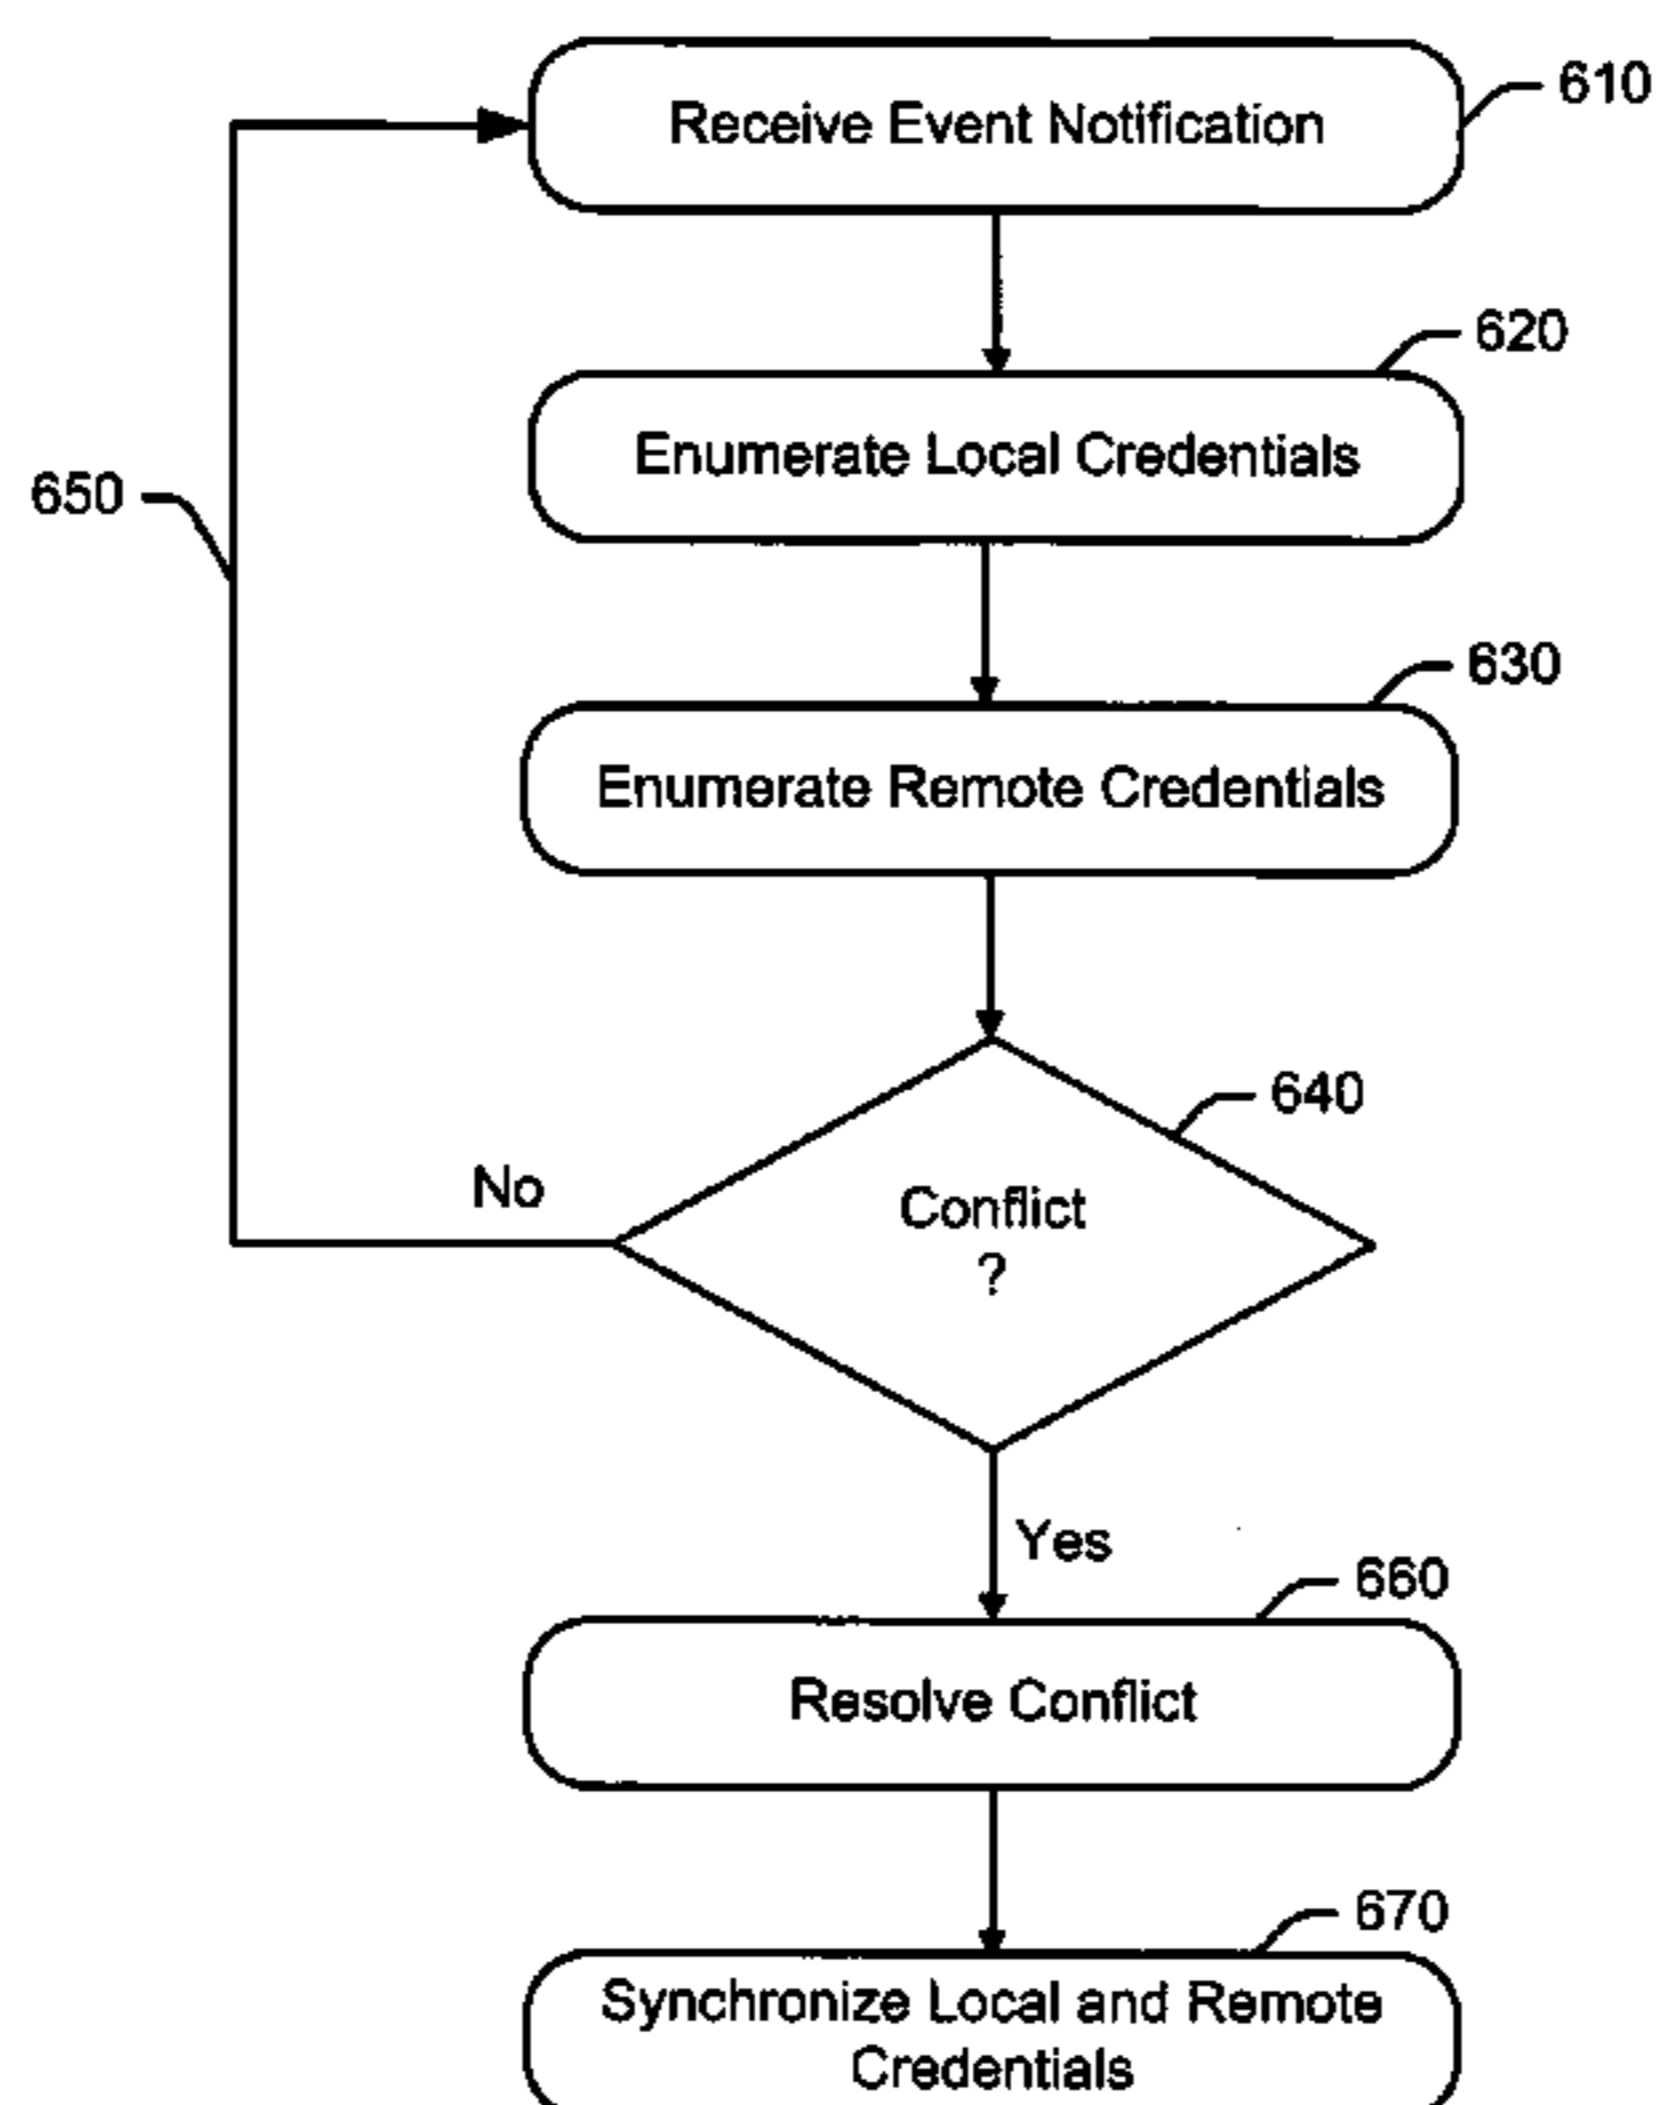 Receive Event Notification
610
620
Enumerate Local Credentials
650
630
Enumerate Remote Credentials
640
No
Conflict
?
Yes
660
Resolve Conflict
670
Synchronize Local and Remote
Credentials